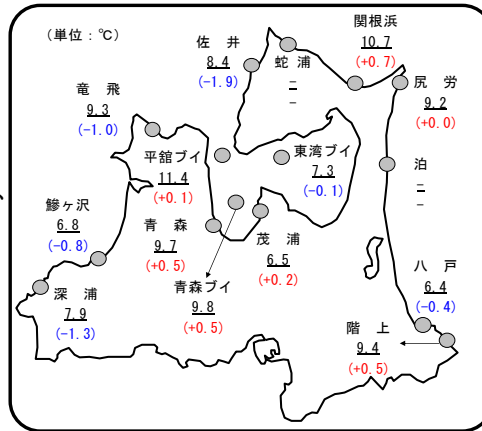 (単位：℃)
関根浜
10.7
(+0.7)
佐井
8.4
(-1.9)
蛇浦
-
-
尻労
9.2
(+0.0)
竜飛
9.3
(-1.0)
平舘ブイ
11.4
(+0.1)
東湾ブイ
7.3
(-0.1)
泊
-
-
鰺ヶ沢
6.8
(-0.8)
青森
9.7
(+0.5)
茂浦
6.5
(+0.2)
八戸
6.4
(-0.4)
深浦
7.9
(-1.3)
青森ブイ
9.8
(+0.5)
階上
9.4
(+0.5)